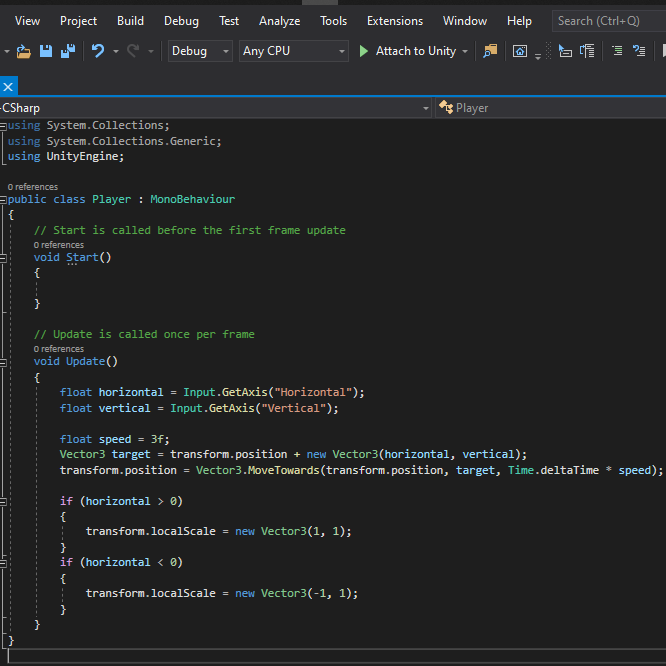 View Project Build Debug Test Analyze Tools Extensions Window Help Search (Ctrl+Q)
Debug Any CPU Attach to Unity
-CSharp Player
using System.Collections;
using System.Collections.Generic;
using UnityEngine;
0 references
public class Player : MonoBehaviour
{
// Start is called before the first frame update
0 references
void Start()
{
}
// Update is called once per frame
0 references
void Update()
{
float horizontal = Input.GetAxis("Horizontal");
float vertical = Input.GetAxis("Vertical");
float speed = 3f;
Vector3 target = transform.position + new Vector3(horizontal, vertical);
transform.position = Vector3.MoveTowards(transform.position, target, Time.deltaTime * speed);
if (horizontal > 0)
{
transform.localScale = new Vector3(1, 1);
}
if (horizontal < 0)
{
transform.localScale = new Vector3(-1, 1);
}
}
}